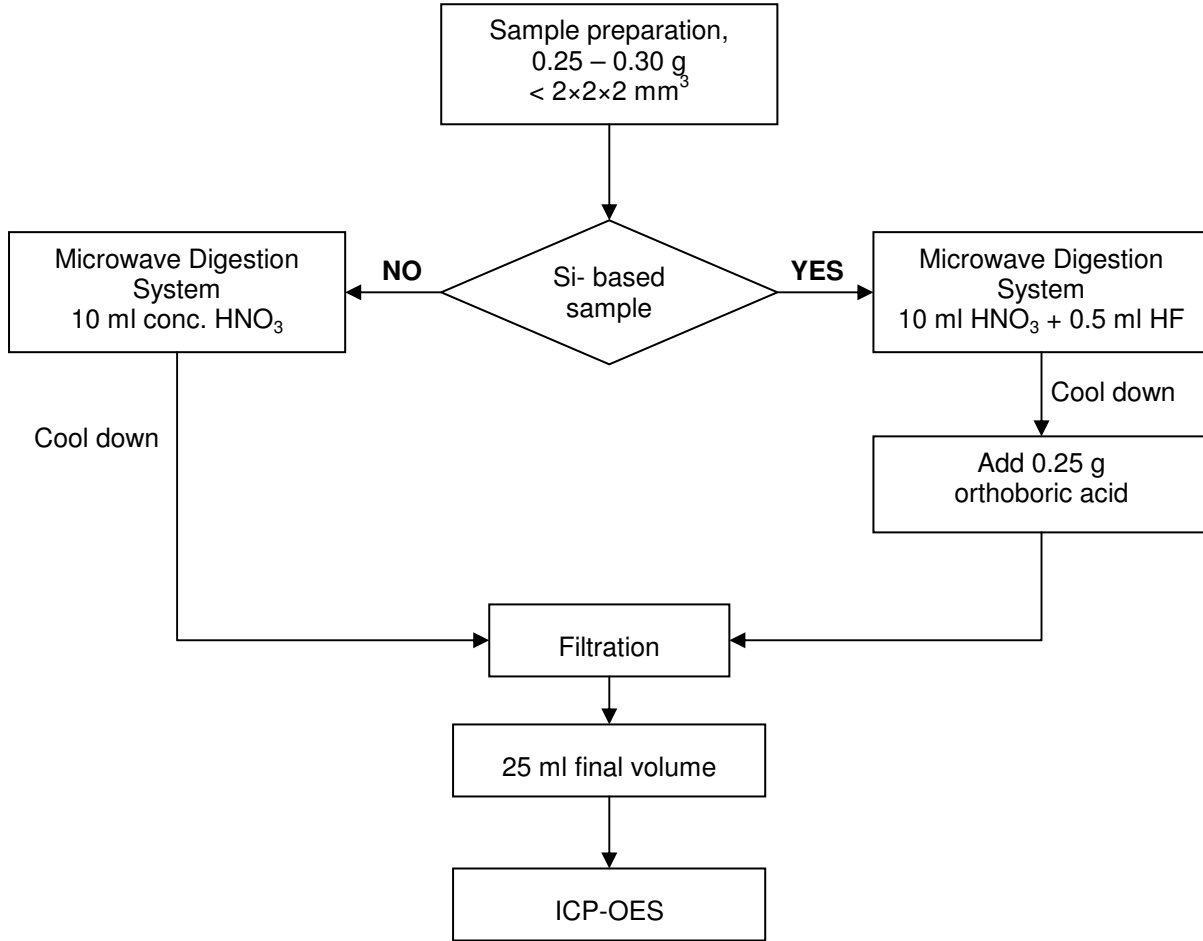 Sample preparation,
0.25 – 0.30 g
< 2×2×2 mm³
Microwave Digestion
System
10 ml conc. HNO₃
NO
Si- based
sample
YES
Microwave Digestion
System
10 ml HNO₃ + 0.5 ml HF
Cool down
Cool down
Add 0.25 g
orthoboric acid
Filtration
25 ml final volume
ICP-OES